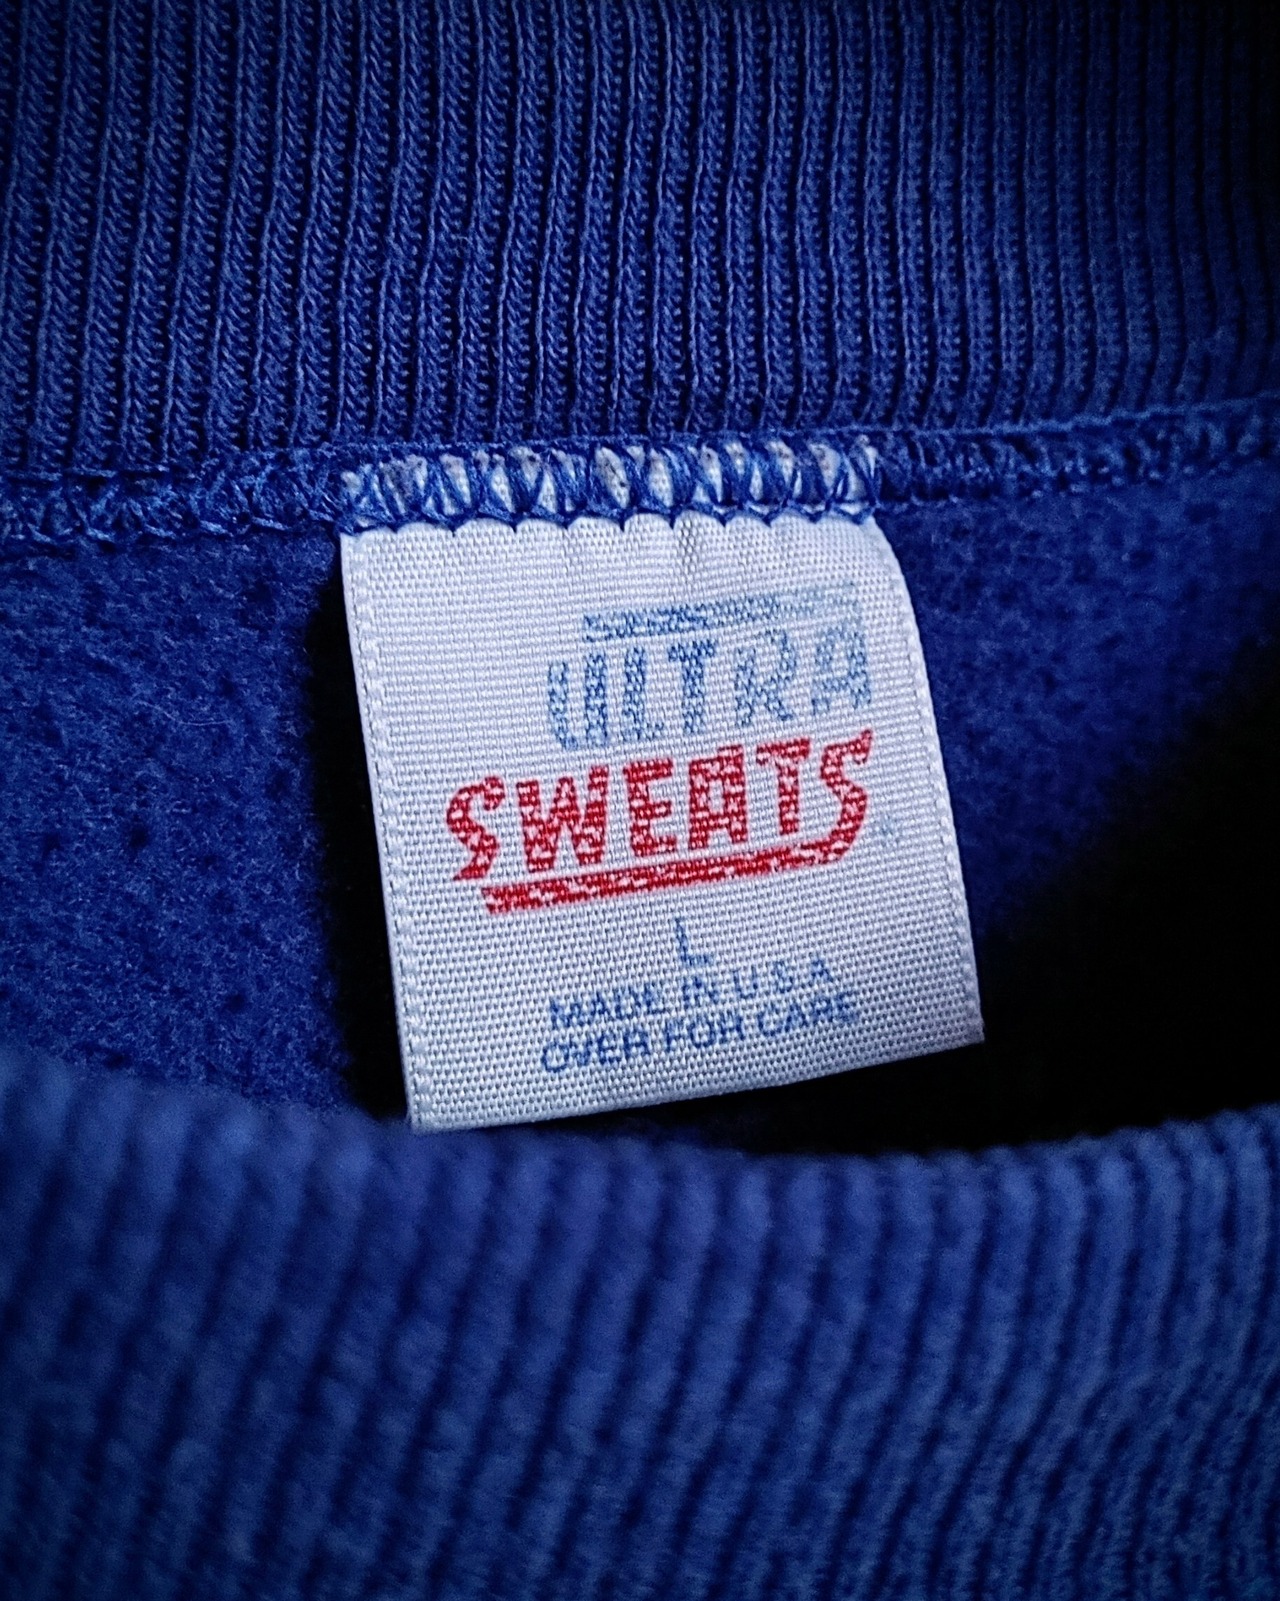 ULTRA
SWEATS
L
MADE IN U.S.A
OVER FOR CARE